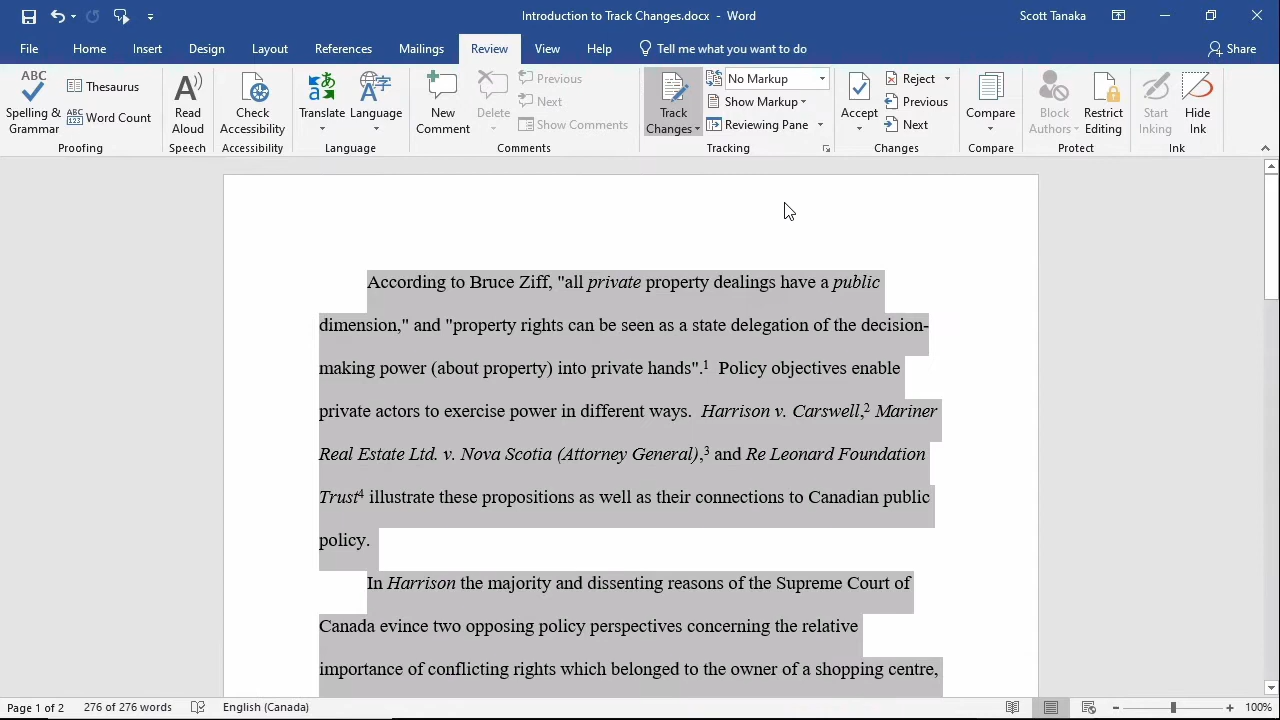 Introduction to Track Changes.docx - Word
Scott Tanaka
File Home Insert Design Layout References Mailings Review View Help Tell me what you want to do Share
ABC
Spelling & Grammar
Thesaurus
ABC
123
Word Count
Proofing
Read Aloud
Speech
Check Accessibility
Accessibility
Translate
Language
Language
New Comment
Delete
Previous
Next
Show Comments
Comments
Track Changes
No Markup
Show Markup
Reviewing Pane
Tracking
Accept
Reject
Previous
Next
Changes
Compare
Compare
Block Authors
Restrict Editing
Protect
Start Inking
Hide Ink
Ink
According to Bruce Ziff, "all private property dealings have a public
dimension," and "property rights can be seen as a state delegation of the decision-
making power (about property) into private hands".1 Policy objectives enable
private actors to exercise power in different ways. Harrison v. Carswell,2 Mariner
Real Estate Ltd. v. Nova Scotia (Attorney General),3 and Re Leonard Foundation
Trust4 illustrate these propositions as well as their connections to Canadian public
policy.
In Harrison the majority and dissenting reasons of the Supreme Court of
Canada evince two opposing policy perspectives concerning the relative
importance of conflicting rights which belonged to the owner of a shopping centre,
Page 1 of 2 276 of 276 words English (Canada) 100%